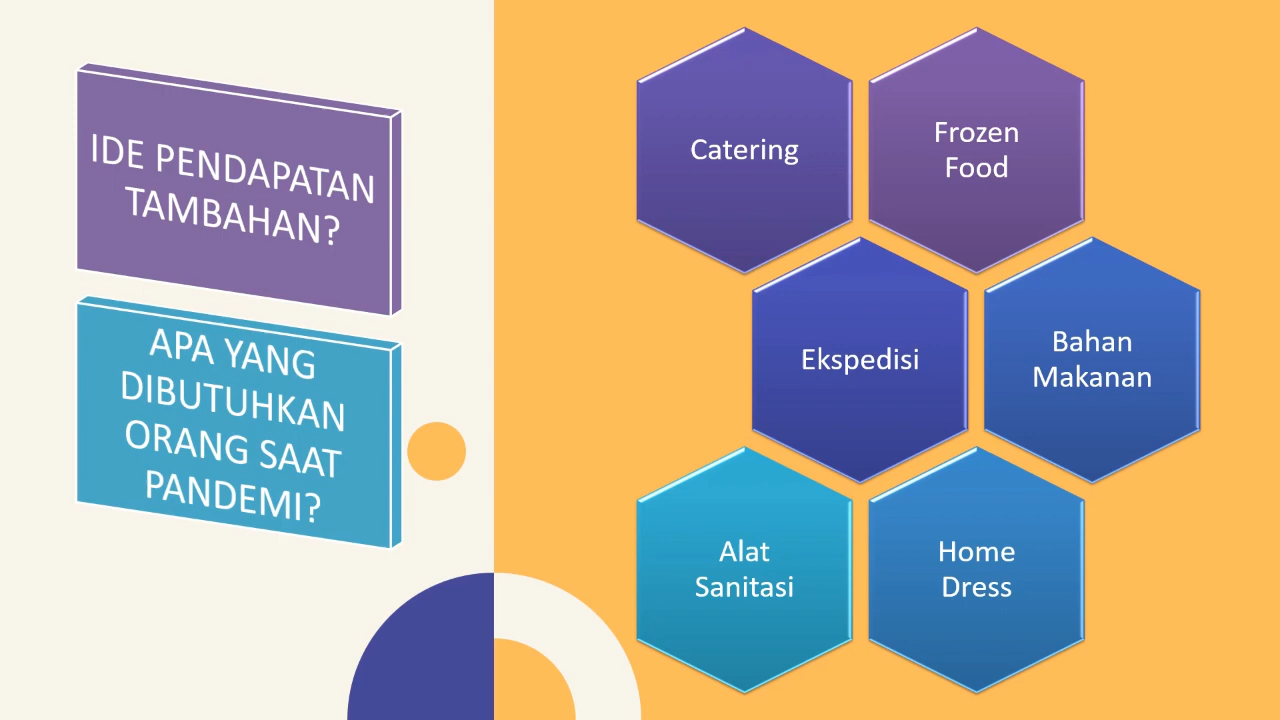 IDE PENDAPATAN
TAMBAHAN?
APA YANG
DIBUTUHKAN
ORANG SAAT
PANDEMI?
Catering
Frozen
Food
Ekspedisi
Bahan
Makanan
Alat
Sanitasi
Home
Dress